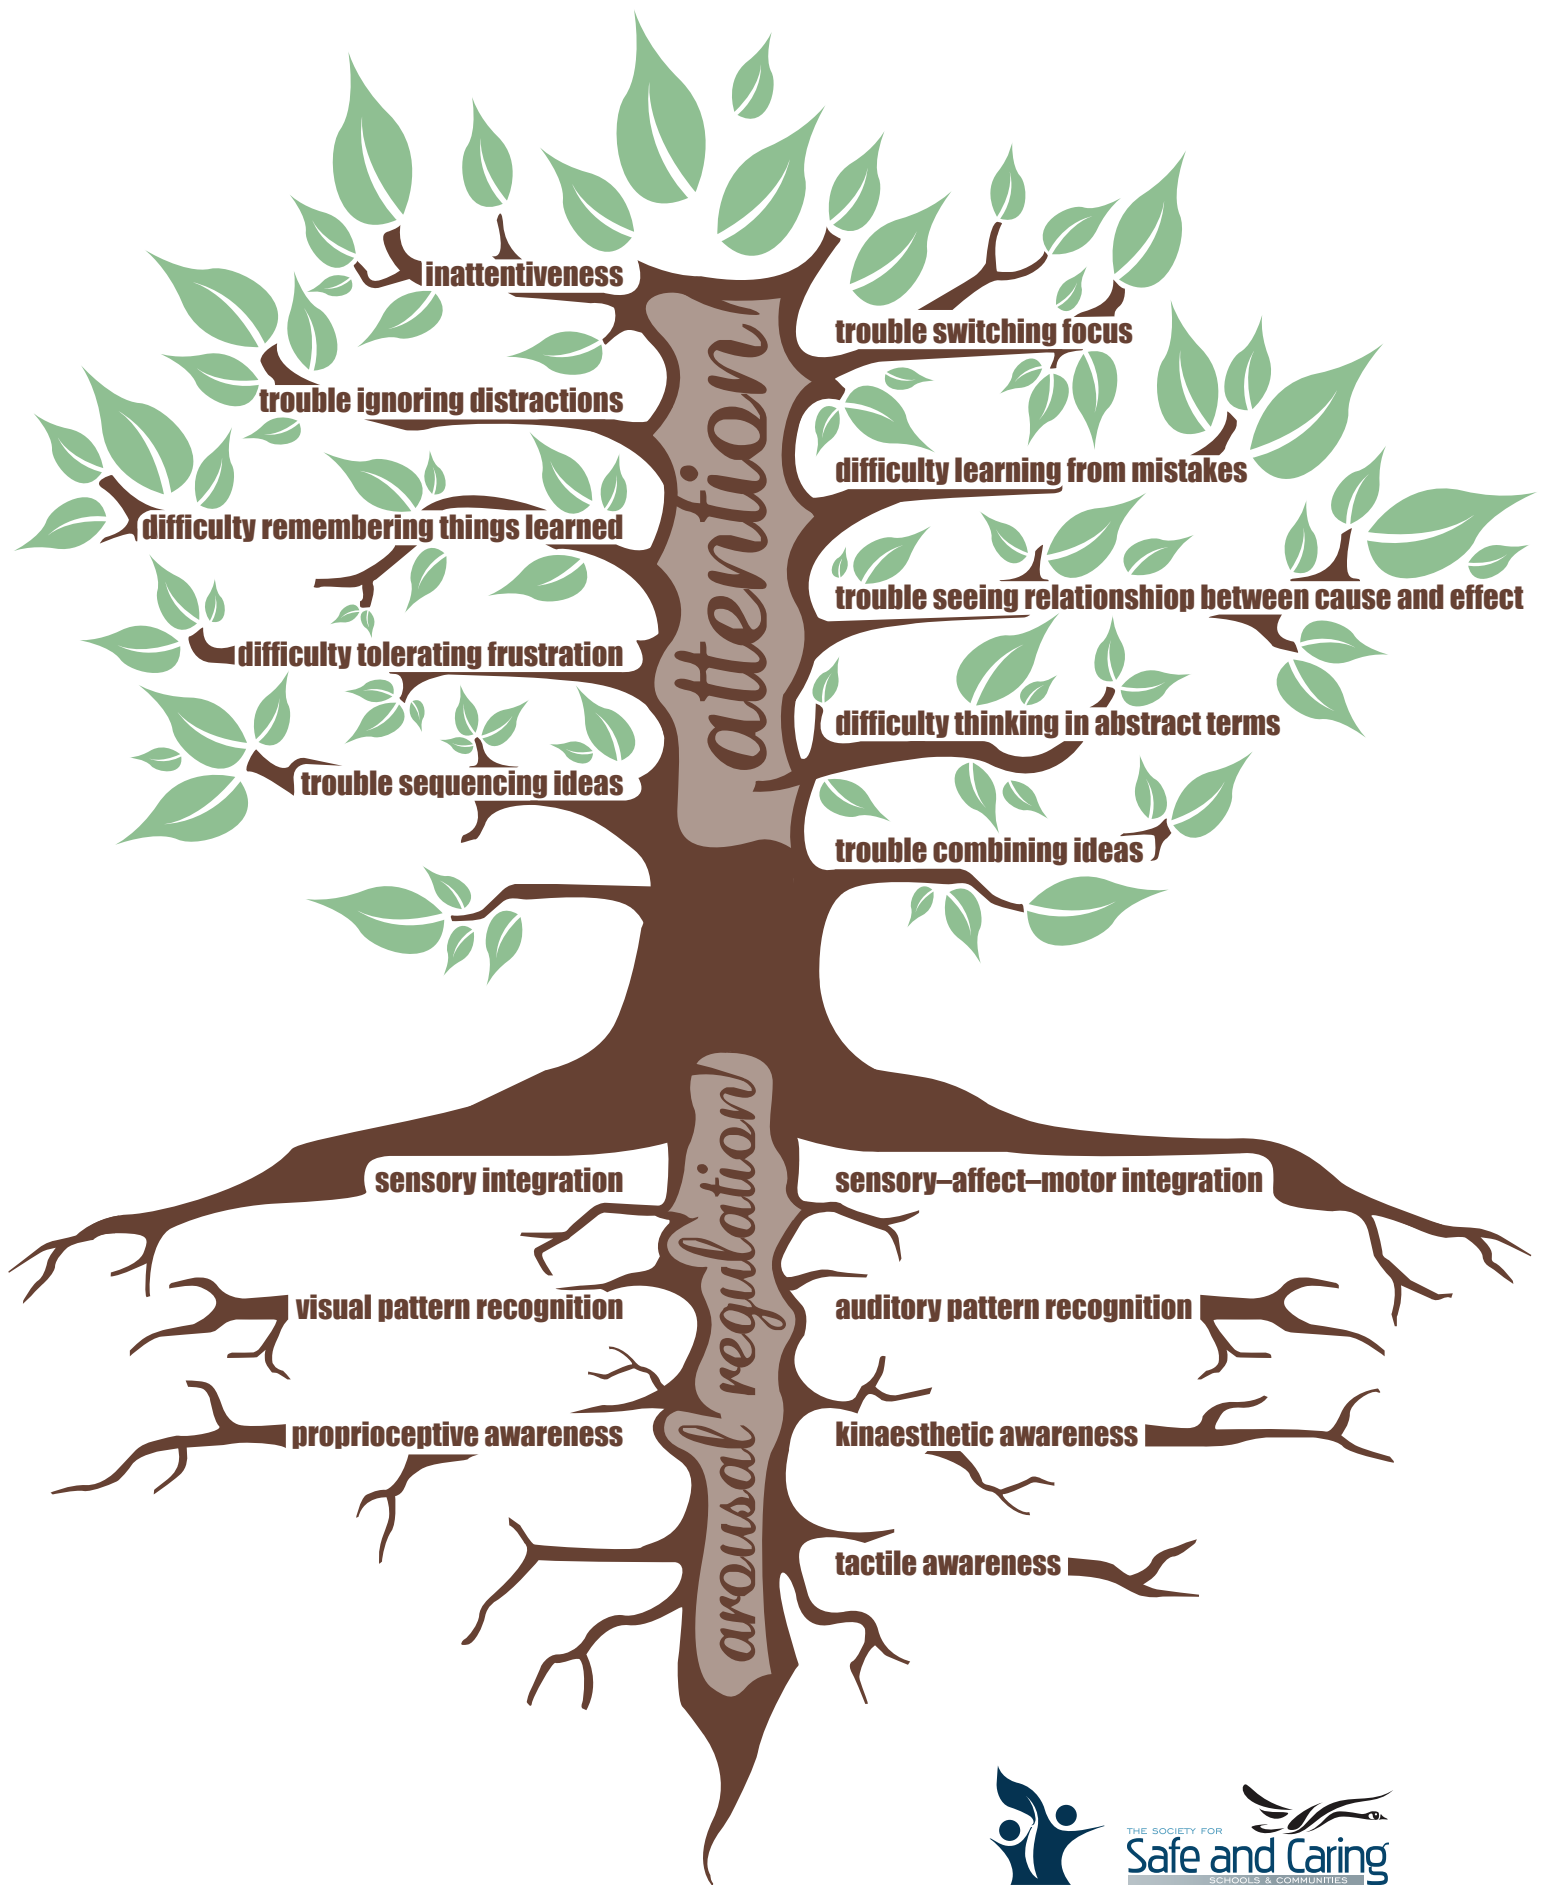 inattentiveness
trouble ignoring distractions
difficulty remembering things learned
difficulty tolerating frustration
trouble sequencing ideas
attention
trouble switching focus
difficulty learning from mistakes
trouble seeing relationshiop between cause and effect
difficulty thinking in abstract terms
trouble combining ideas
sensory integration
visual pattern recognition
proprioceptive awareness
arousal regulation
sensory–affect–motor integration
auditory pattern recognition
kinaesthetic awareness
tactile awareness
THE SOCIETY FOR
Safe and Caring
SCHOOLS & COMMUNITIES